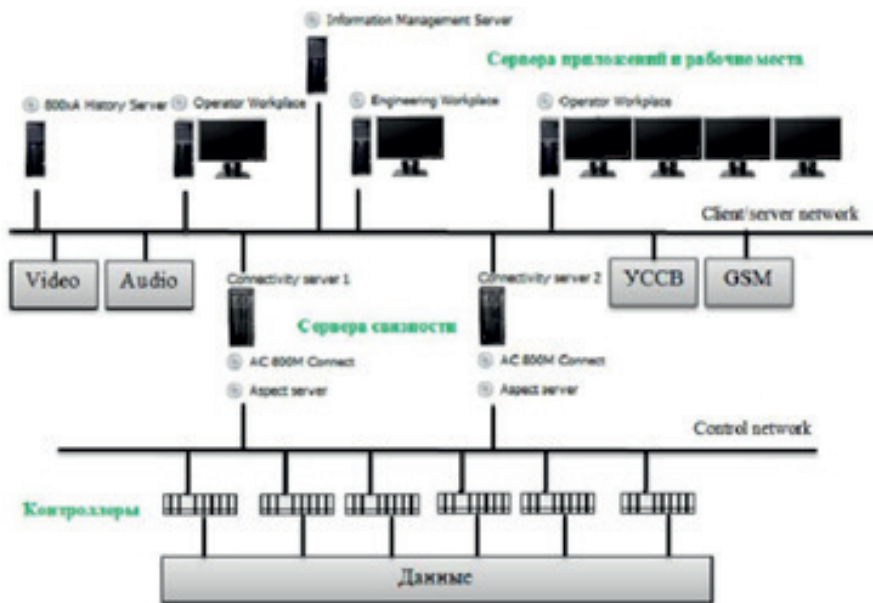 Information Management Server
Сервера приложений и рабочие места
800xA History Server
Operator Workplace
Engineering Workplace
Operator Workplace
Client/server network
Video
Audio
Connectivity server 1
Connectivity server 2
УССВ
GSM
Сервера связности
AC 800M Connect
AC 800M Connect
Aspect server
Aspect server
Control network
Контроллеры
Данные